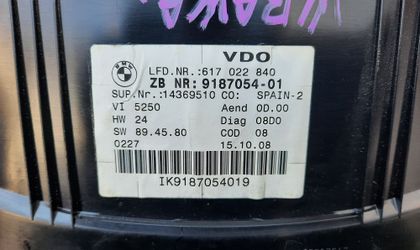 VDO
LFD.NR.:617 022 840
ZB NR: 9187054-01
SUP.Nr.:14369510 CO: SPAIN-2
VI 5250 Aend 0D.00
HW 24 Diag 08D0
SW 89.45.80 COD 08
0227 15.10.08
IK9187054019